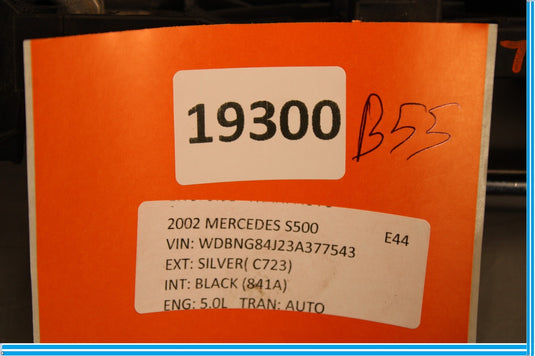 19300
B55
2002 MERCEDES S500
E44
VIN: WDBNG84J23A377543
EXT: SILVER( C723)
INT: BLACK (841A)
ENG: 5.0L TRAN: AUTO